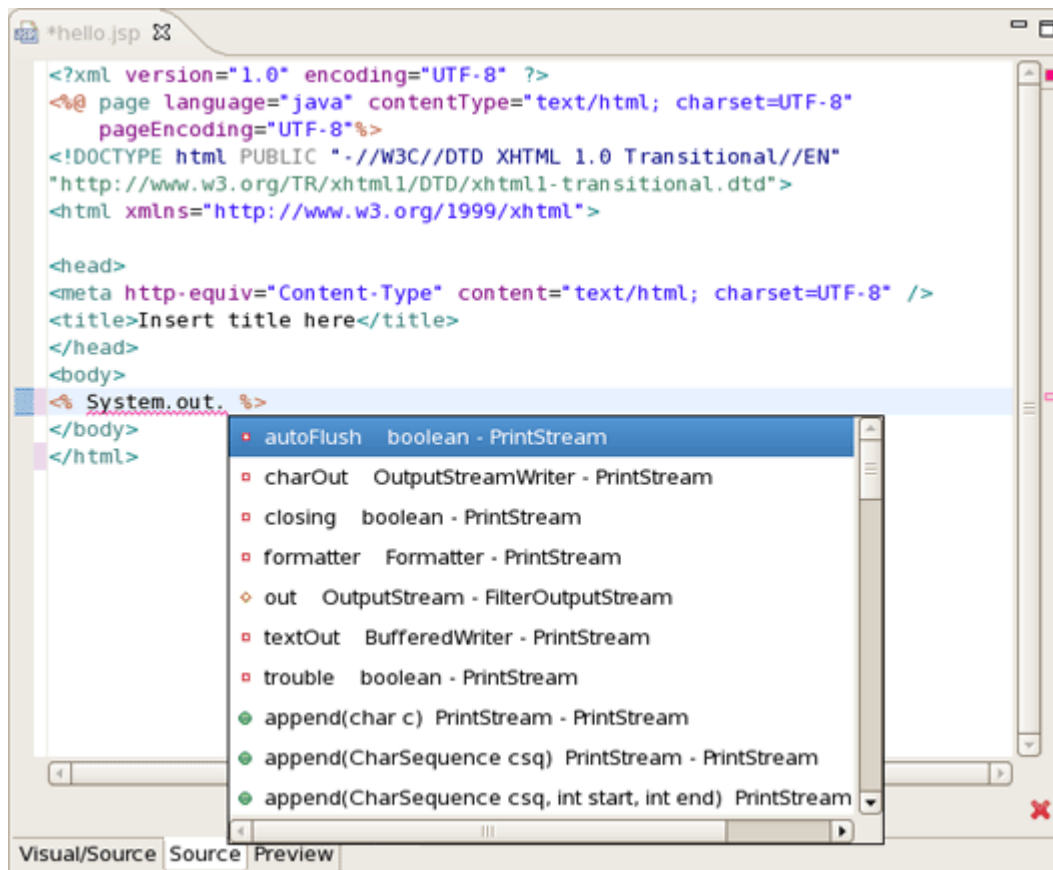 *hello.jsp
<?xml version="1.0" encoding="UTF-8" ?>
<%@ page language="java" contentType="text/html; charset=UTF-8"
    pageEncoding="UTF-8"%>
<!DOCTYPE html PUBLIC "-//W3C//DTD XHTML 1.0 Transitional//EN"
"http://www.w3.org/TR/xhtml1/DTD/xhtml1-transitional.dtd">
<html xmlns="http://www.w3.org/1999/xhtml">
<head>
<meta http-equiv="Content-Type" content="text/html; charset=UTF-8" />
<title>Insert title here</title>
</head>
<body>
<% System.out. %>
</body>
</html>
autoFlush boolean - PrintStream
charOut OutputStreamWriter - PrintStream
closing boolean - PrintStream
formatter Formatter - PrintStream
out OutputStream - FilterOutputStream
textOut BufferedWriter - PrintStream
trouble boolean - PrintStream
append(char c) PrintStream - PrintStream
append(CharSequence csq) PrintStream - PrintStream
append(CharSequence csq, int start, int end) PrintStream
Visual/Source Source Preview